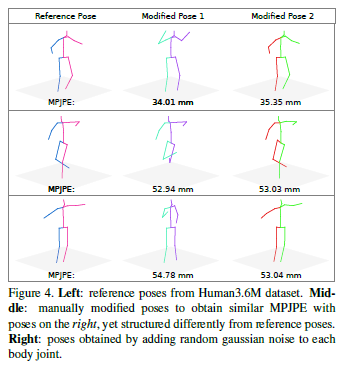 Reference Pose Modified Pose 1 Modified Pose 2
MPJPE: 34.01 mm 35.35 mm
MPJPE: 52.94 mm 53.03 mm
MPJPE: 54.78 mm 53.04 mm
Figure 4. Left: reference poses from Human3.6M dataset. Mid-
dle: manually modified poses to obtain similar MPJPE with
poses on the right, yet structured differently from reference poses.
Right: poses obtained by adding random gaussian noise to each
body joint.